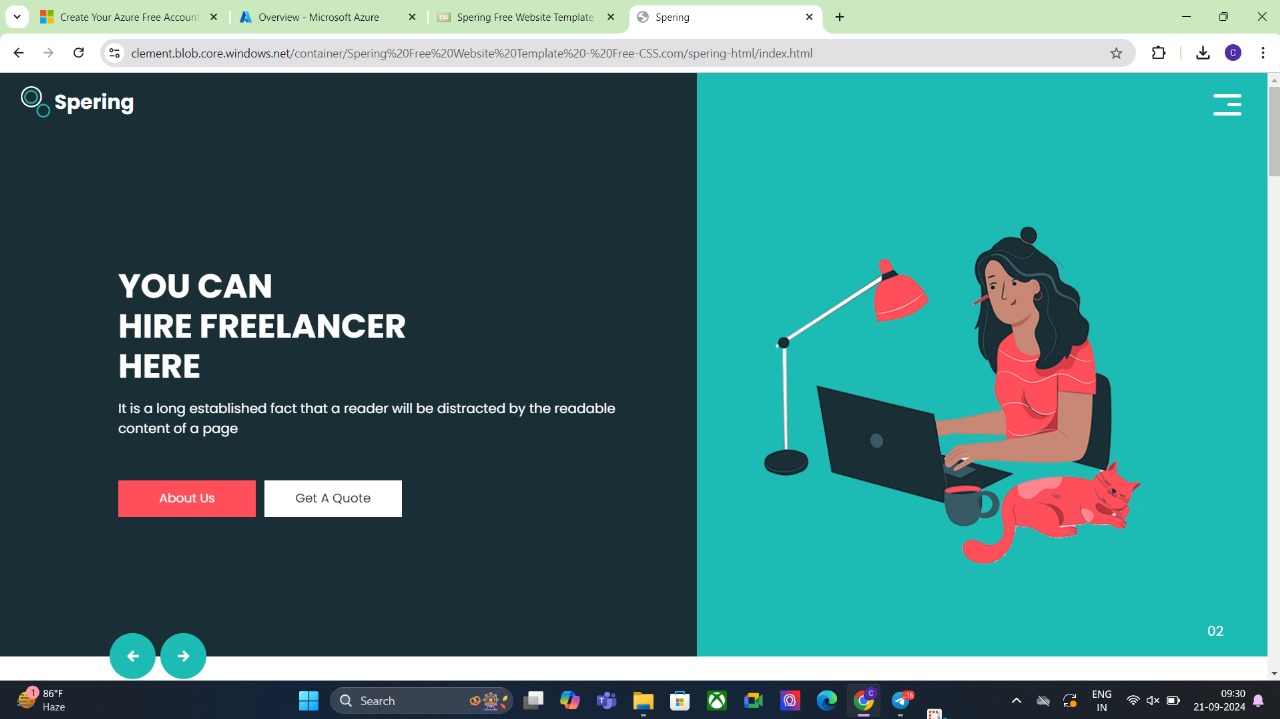 Create Your Azure Free Account
Overview - Microsoft Azure
Spering Free Website Template
Spering
clement.blob.core.windows.net/container/Spering%20Free%20Website%20Template%20-%20Free-CSS.com/spering-html/index.html
C
Spering
YOU CAN
HIRE FREELANCER
HERE
It is a long established fact that a reader will be distracted by the readable
content of a page
About Us
Get A Quote
02
1
86°F
Haze
Search
C
16
ENG
IN
09:30
21-09-2024